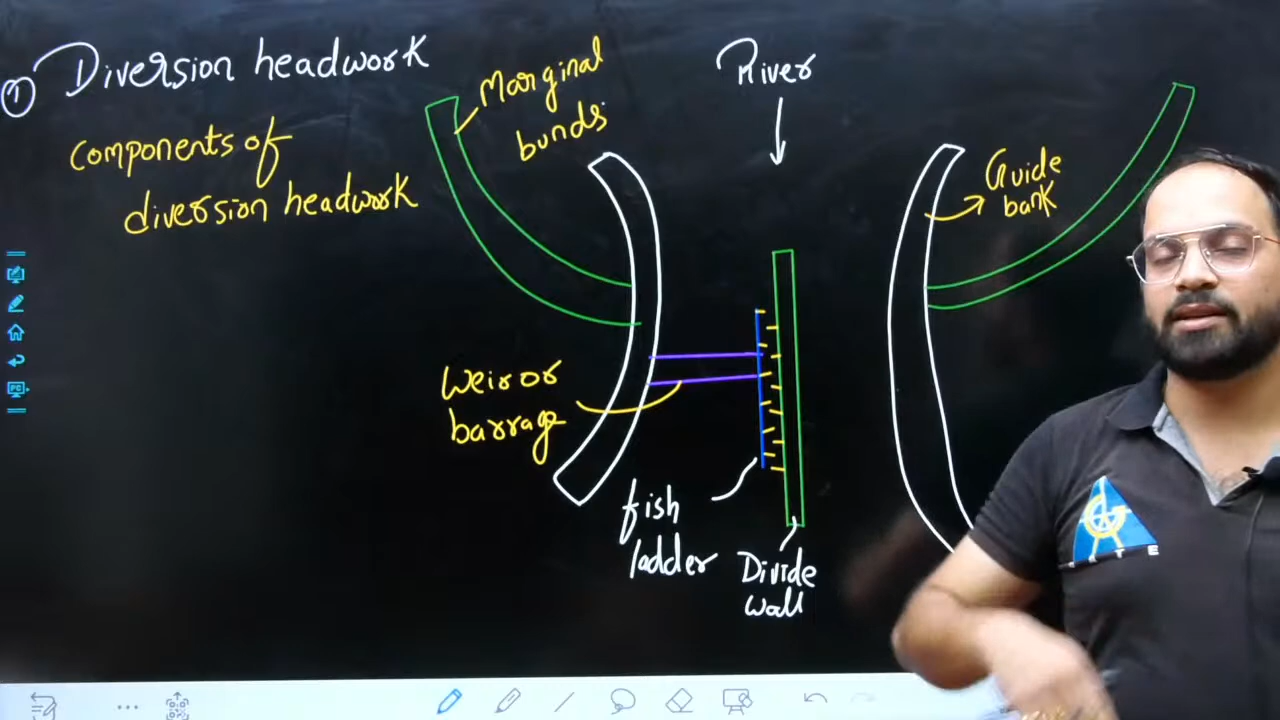 ① Diversion headwork
components of
diversion headwork
Marginal
bunds
River
Guide
bank
Weir or
barrage
fish
ladder
Divide
wall
PC